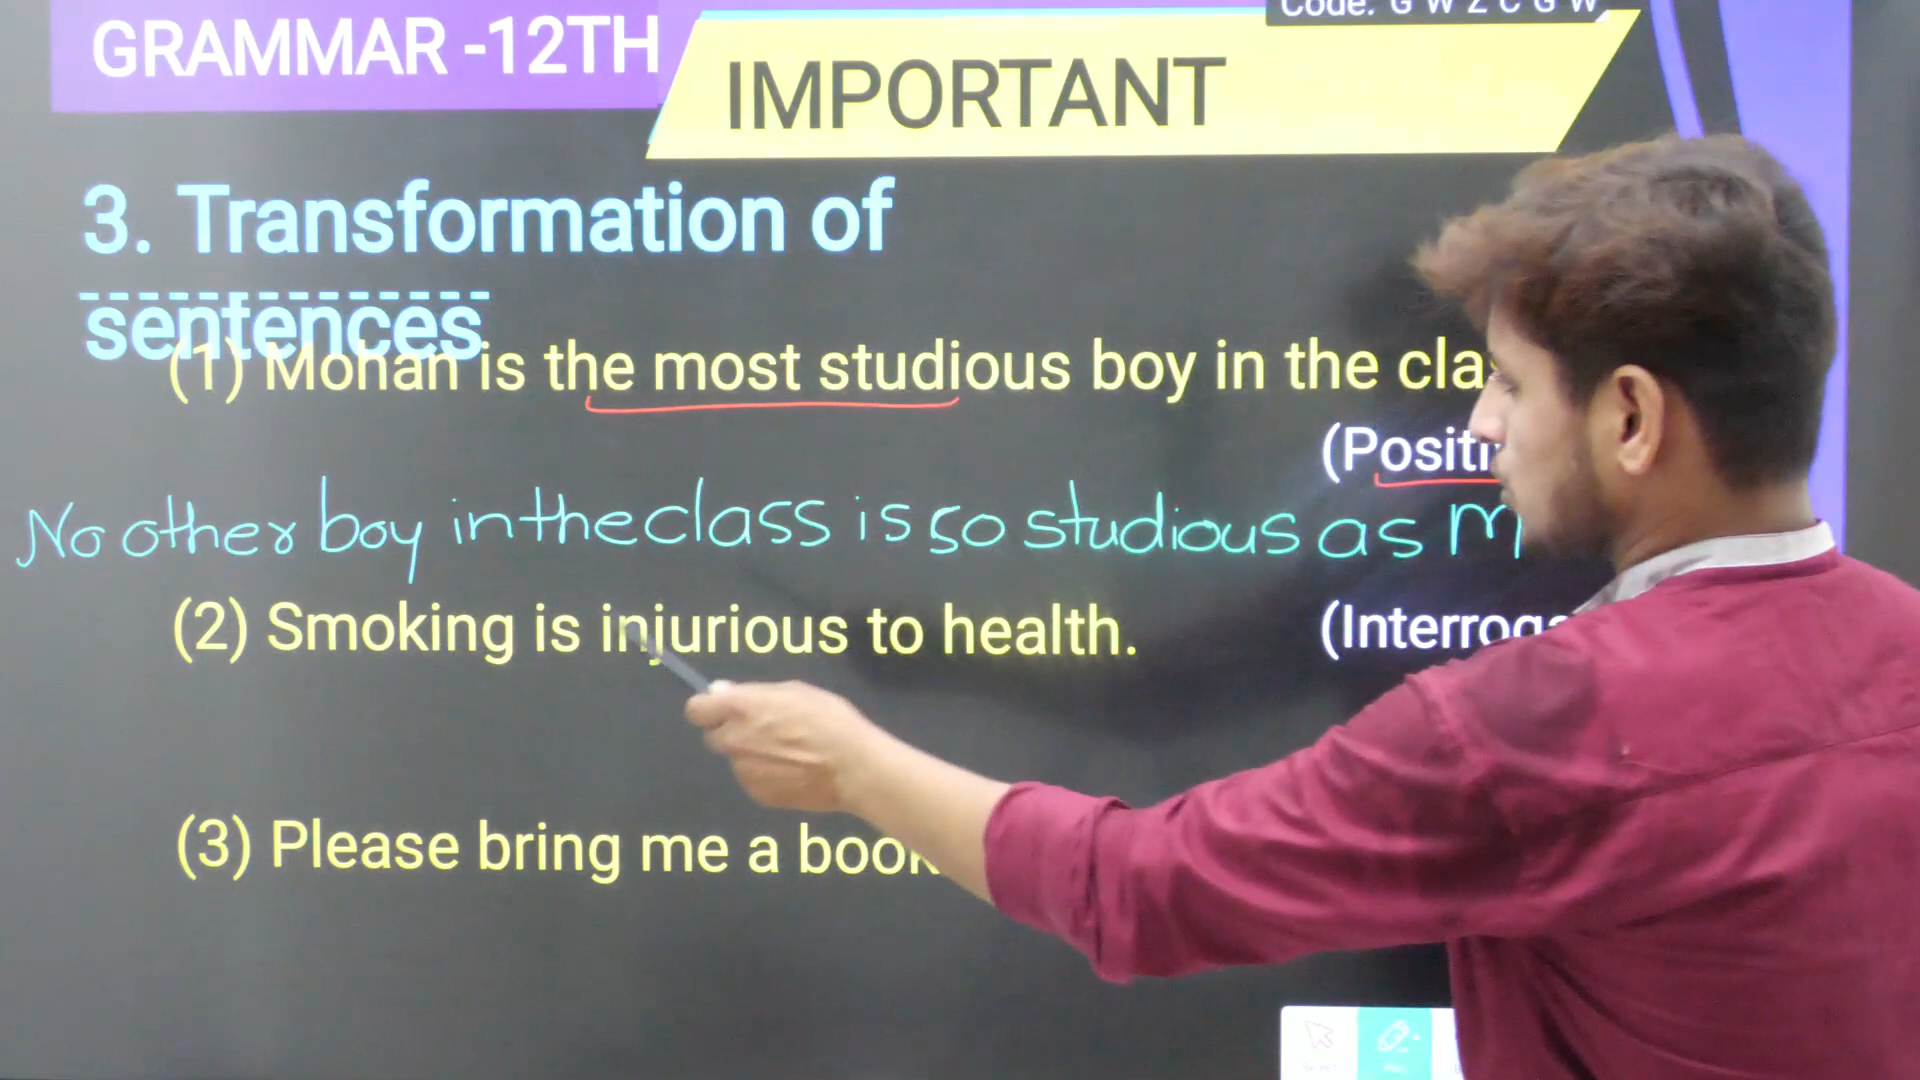 Code: G W Z C G W
GRAMMAR -12TH
IMPORTANT
3. Transformation of
sentences
(1) Mohan is the most studious boy in the
(Positi
No other boy in the class is so studious as
(2) Smoking is injurious to health.
(Interroga
(3) Please bring me a book
Select